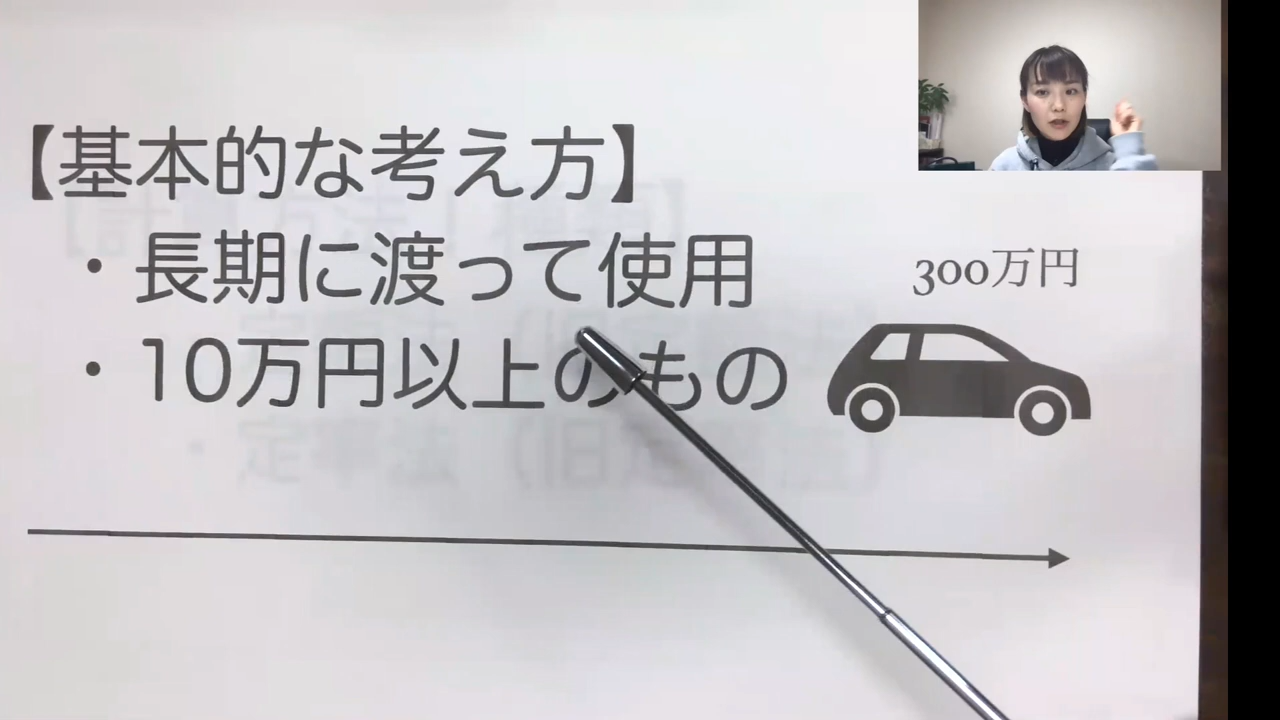 【基本的な考え方】
・長期に渡って使用
・10万円以上のもの
300万円